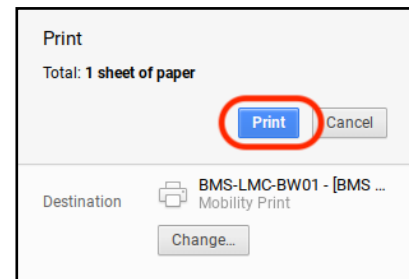 Print
Total: 1 sheet of paper
Print Cancel
BMS-LMC-BW01 - [BMS ...
Destination Mobility Print
Change...